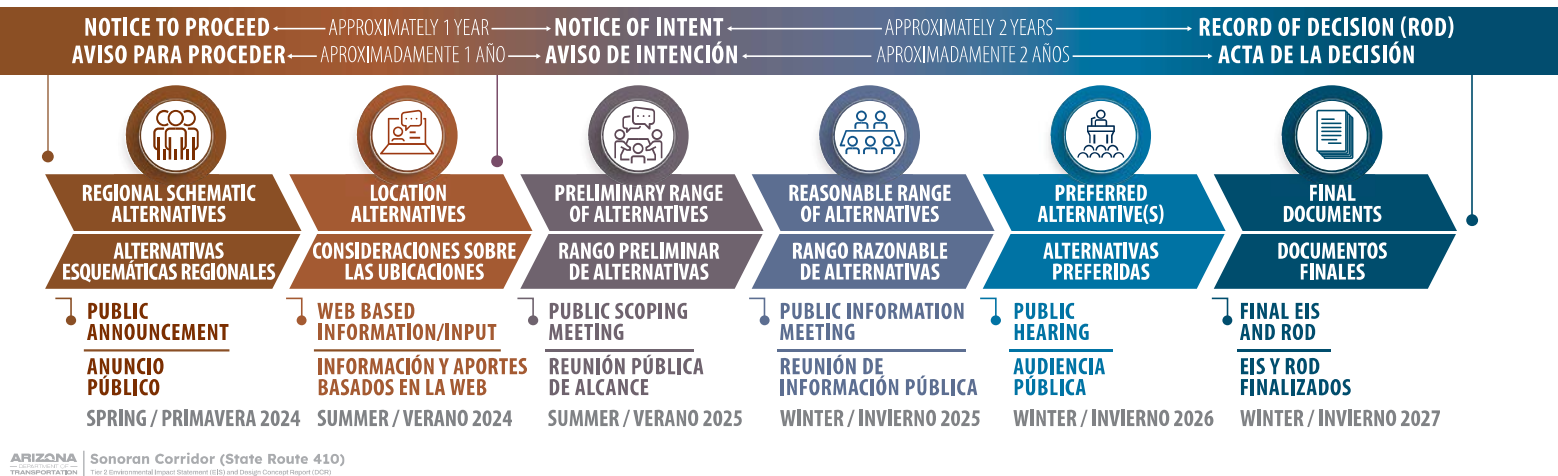 NOTICE TO PROCEED APPROXIMATELY 1 YEAR NOTICE OF INTENT APPROXIMATELY 2 YEARS RECORD OF DECISION (ROD)
AVISO PARA PROCEDER APROXIMADAMENTE 1 AÑO AVISO DE INTENCIÓN APROXIMADAMENTE 2 AÑOS ACTA DE LA DECISIÓN
REGIONAL SCHEMATIC
ALTERNATIVES
ALTERNATIVAS
ESQUEMÁTICAS REGIONALES
PUBLIC
ANNOUNCEMENT
ANUNCIO
PÚBLICO
SPRING / PRIMAVERA 2024
LOCATION
ALTERNATIVES
CONSIDERACIONES SOBRE
LAS UBICACIONES
WEB BASED
INFORMATION/INPUT
INFORMACIÓN Y APORTES
BASADOS EN LA WEB
SUMMER / VERANO 2024
PRELIMINARY RANGE
OF ALTERNATIVES
RANGO PRELIMINAR
DE ALTERNATIVAS
PUBLIC SCOPING
MEETING
REUNIÓN PÚBLICA
DE ALCANCE
SUMMER / VERANO 2025
REASONABLE RANGE
OF ALTERNATIVES
RANGO RAZONABLE
DE ALTERNATIVAS
PUBLIC INFORMATION
MEETING
REUNIÓN DE
INFORMACIÓN PÚBLICA
WINTER / INVIERNO 2025
PREFERRED
ALTERNATIVE(S)
ALTERNATIVAS
PREFERIDAS
PUBLIC
HEARING
AUDIENCIA
PÚBLICA
WINTER / INVIERNO 2026
FINAL
DOCUMENTS
DOCUMENTOS
FINALES
FINAL EIS
AND ROD
EIS Y ROD
FINALIZADOS
WINTER / INVIERNO 2027
ARIZONA
DEPARTMENT OF
TRANSPORTATION
Sonoran Corridor (State Route 410)
Tier 2 Environmental Impact Statement (EIS) and Design Concept Report (DCR)